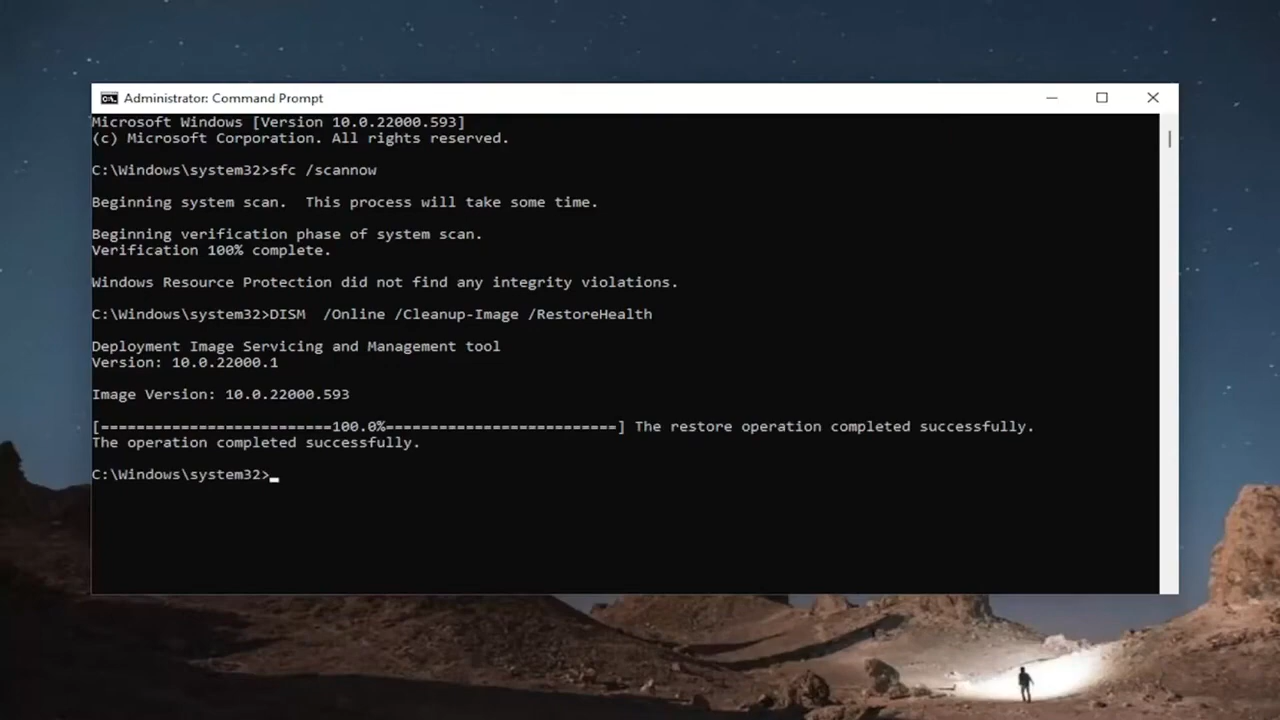 Administrator: Command Prompt
Microsoft Windows [Version 10.0.22000.593]
(c) Microsoft Corporation. All rights reserved.
C:\Windows\system32>sfc /scannow
Beginning system scan.  This process will take some time.
Beginning verification phase of system scan.
Verification 100% complete.
Windows Resource Protection did not find any integrity violations.
C:\Windows\system32>DISM  /Online /Cleanup-Image /RestoreHealth
Deployment Image Servicing and Management tool
Version: 10.0.22000.1
Image Version: 10.0.22000.593
[==========================100.0%==========================] The restore operation completed successfully.
The operation completed successfully.
C:\Windows\system32>